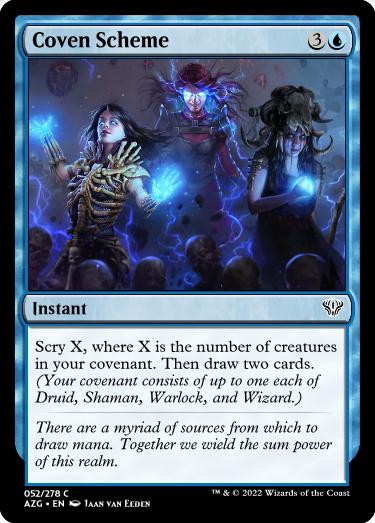 Coven Scheme 3
Instant
Scry X, where X is the number of creatures
in your covenant. Then draw two cards.
(Your covenant consists of up to one each of
Druid, Shaman, Warlock, and Wizard.)
There are a myriad of sources from which to
draw mana. Together we wield the sum power
of this realm.
052/278 C
AZG • EN Jaan van Eeden
™ & © 2022 Wizards of the Coast